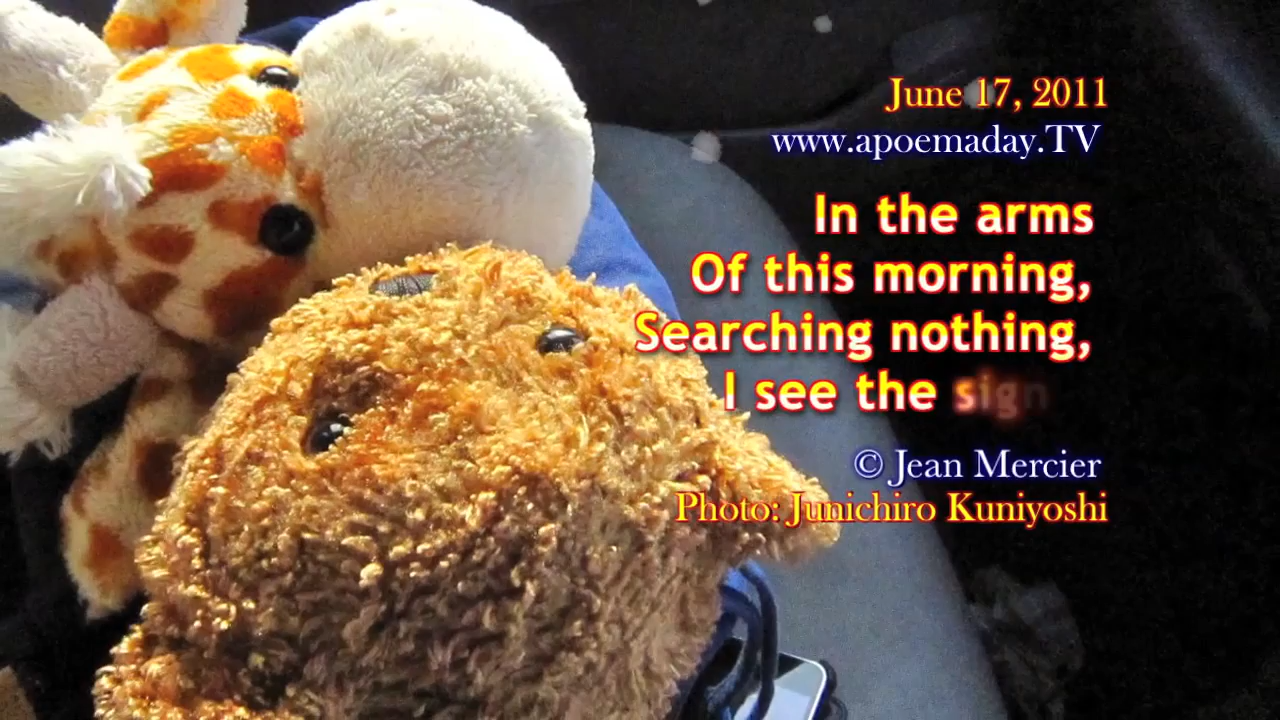 June 17, 2011
www.apoemaday.TV
In the arms
Of this morning,
Searching nothing,
I see the sign
© Jean Mercier
Photo: Junichiro Kuniyoshi